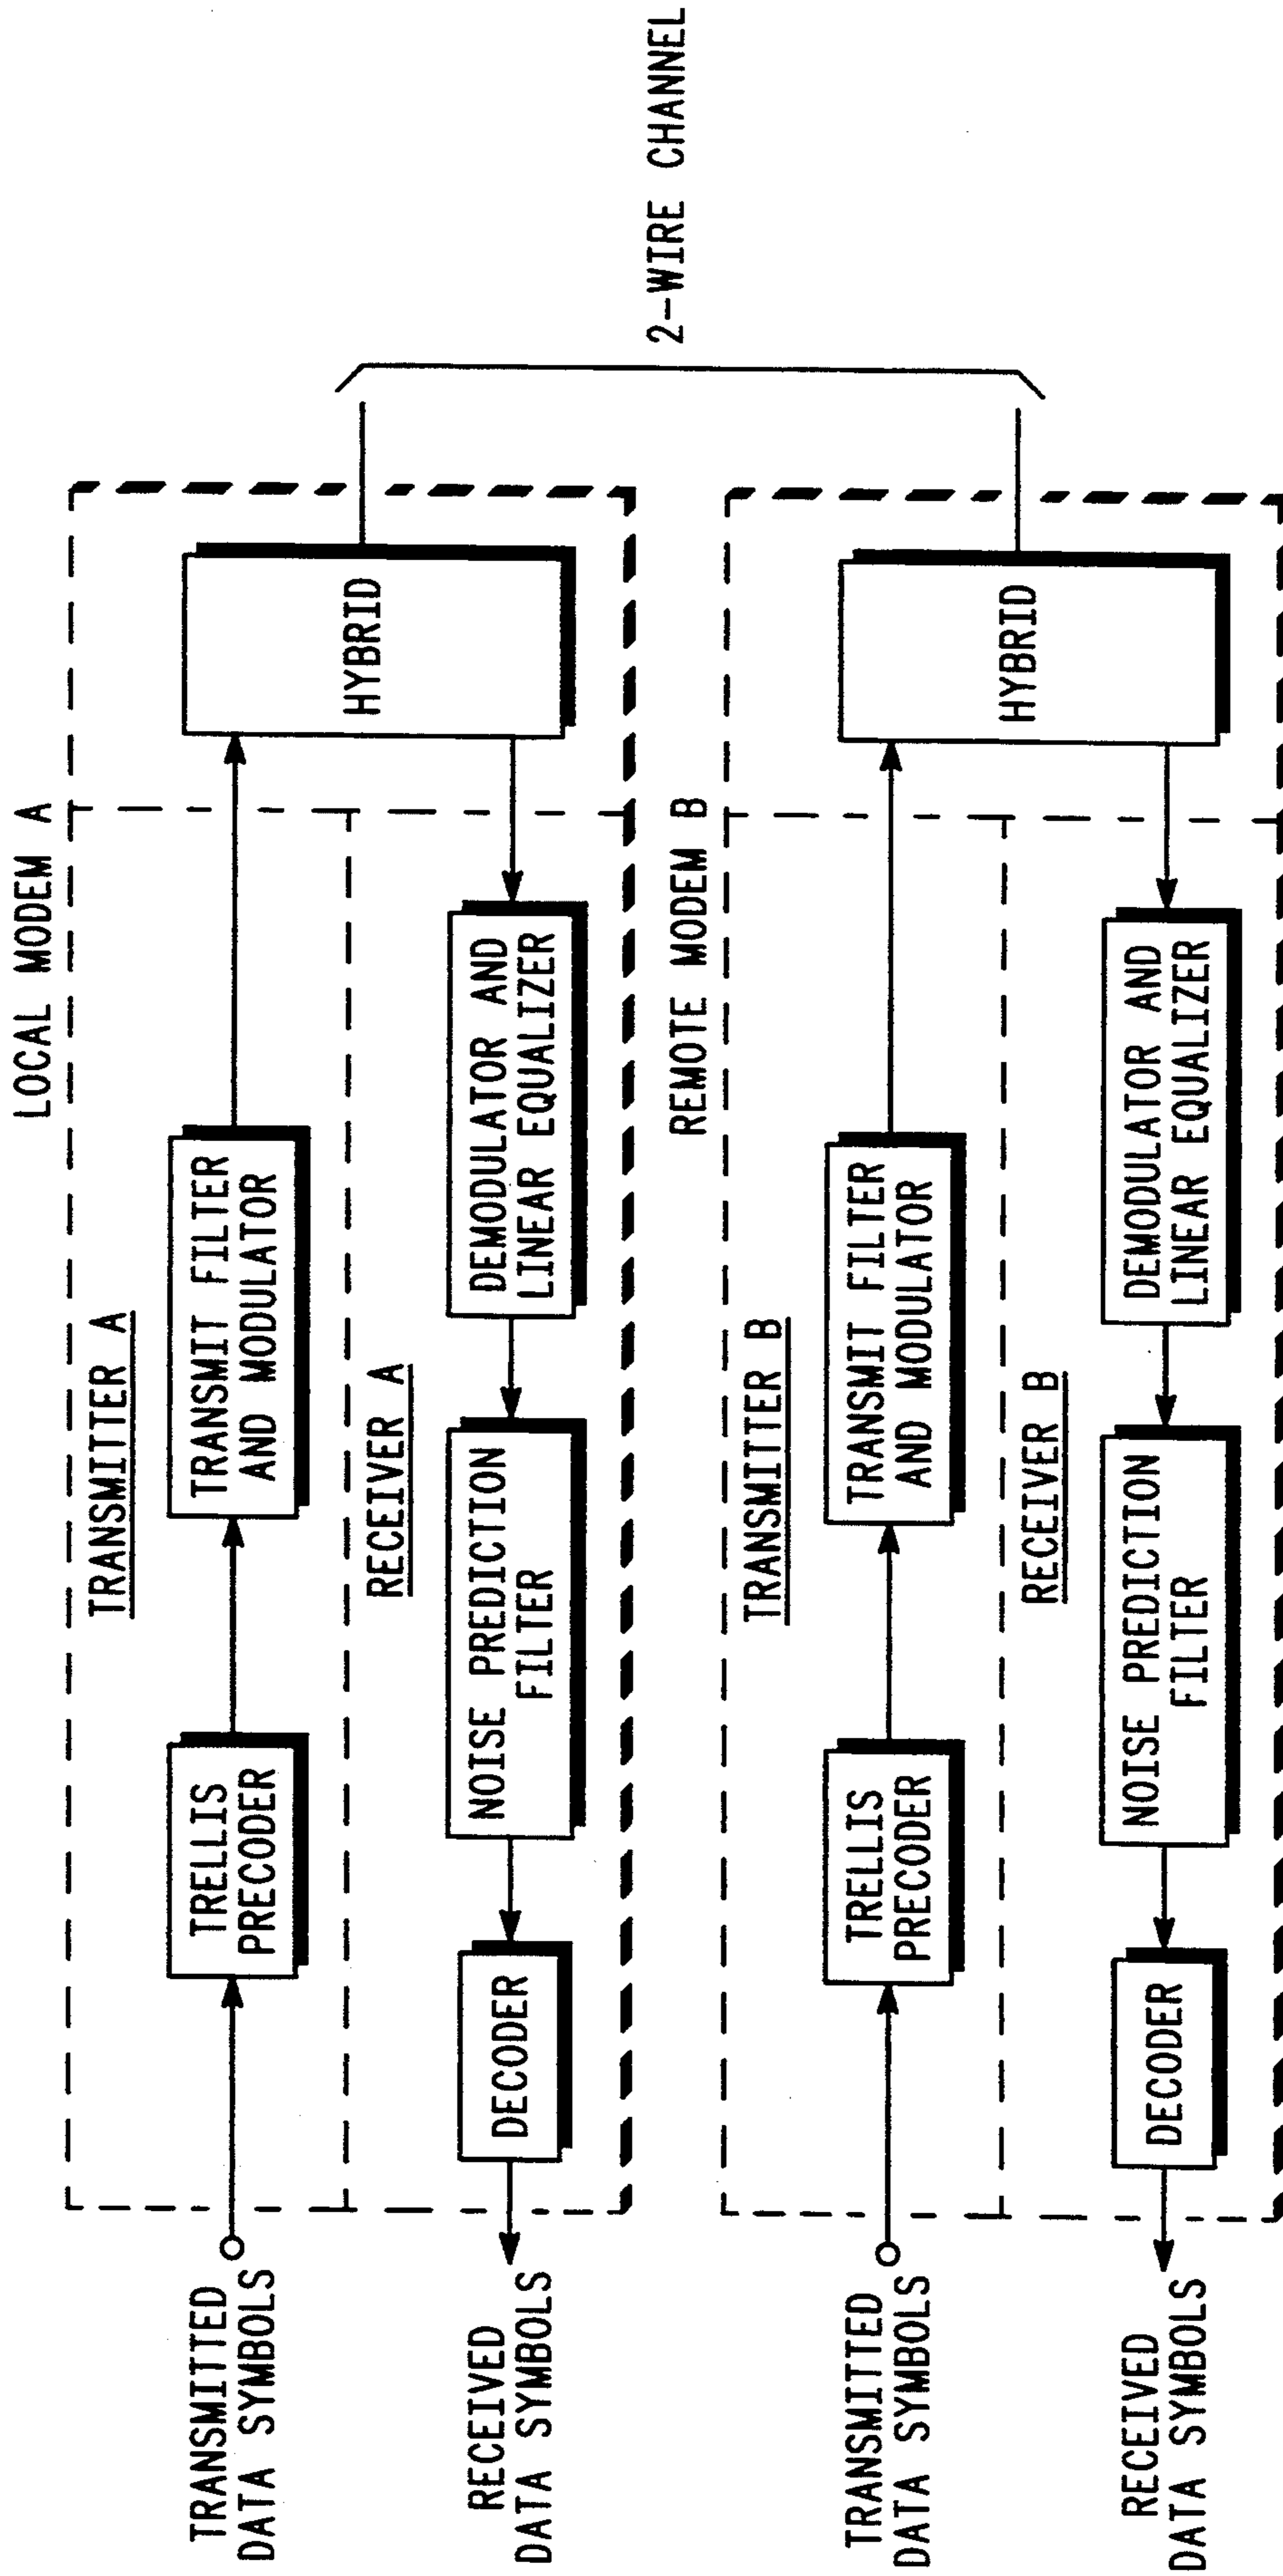 LOCAL MODEM A
TRANSMITTER A
TRANSMITTED
DATA SYMBOLS
TRELLIS
PRECODER
TRANSMIT FILTER
AND MODULATOR
HYBRID
RECEIVER A
RECEIVED
DATA SYMBOLS
DECODER
NOISE PREDICTION
FILTER
DEMODULATOR AND
LINEAR EQUALIZER
2-WIRE CHANNEL
REMOTE MODEM B
TRANSMITTER B
TRANSMITTED
DATA SYMBOLS
TRELLIS
PRECODER
TRANSMIT FILTER
AND MODULATOR
HYBRID
RECEIVER B
RECEIVED
DATA SYMBOLS
DECODER
NOISE PREDICTION
FILTER
DEMODULATOR AND
LINEAR EQUALIZER